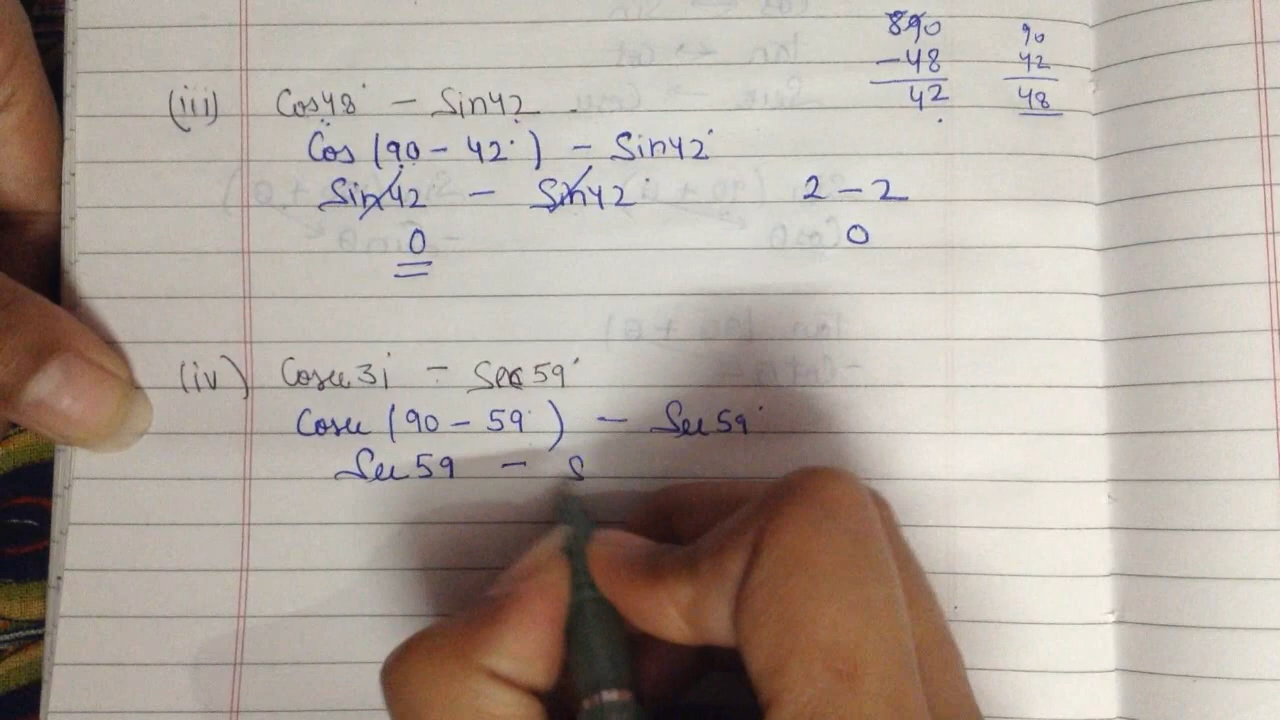 890 90
-48 42
42 48
(iii) Cos48° - Sin42
Cos (90 - 42°) - Sin42°
Sin42 - Sin42° 2 - 2
0 0
(iv) Cosec31 - Sec59°
Cosec (90 - 59°) - Sec59°
Sec59 - S